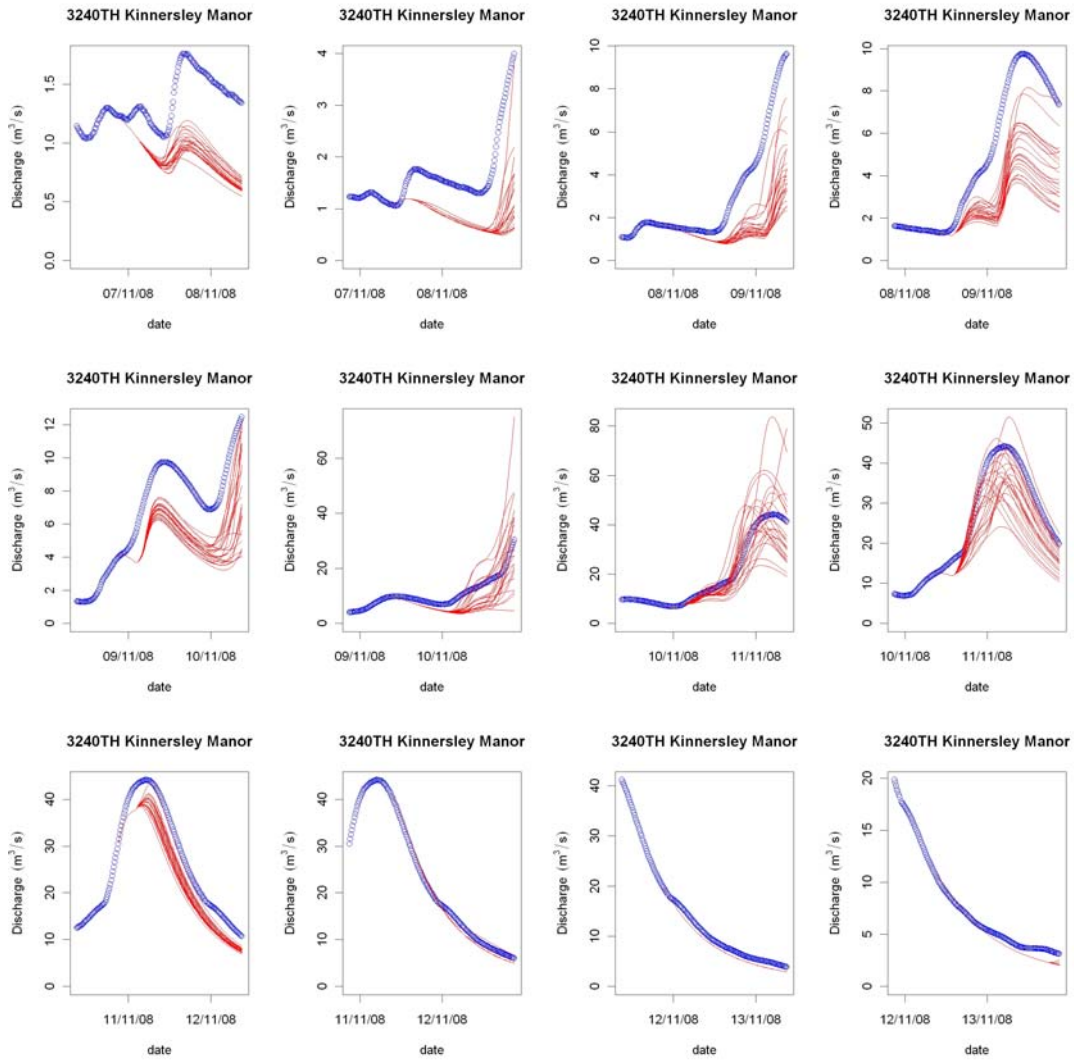 3240TH Kinnersley Manor
Discharge (m³/s)
1.5
1.0
0.5
0.0
07/11/08 08/11/08
date
3240TH Kinnersley Manor
Discharge (m³/s)
4
3
2
1
0
07/11/08 08/11/08
date
3240TH Kinnersley Manor
Discharge (m³/s)
10
8
6
4
2
0
08/11/08 09/11/08
date
3240TH Kinnersley Manor
Discharge (m³/s)
10
8
6
4
2
0
08/11/08 09/11/08
date
3240TH Kinnersley Manor
Discharge (m³/s)
12
10
8
6
4
2
0
09/11/08 10/11/08
date
3240TH Kinnersley Manor
Discharge (m³/s)
60
40
20
0
09/11/08 10/11/08
date
3240TH Kinnersley Manor
Discharge (m³/s)
80
60
40
20
0
10/11/08 11/11/08
date
3240TH Kinnersley Manor
Discharge (m³/s)
50
40
30
20
10
0
10/11/08 11/11/08
date
3240TH Kinnersley Manor
Discharge (m³/s)
40
30
20
10
0
11/11/08 12/11/08
date
3240TH Kinnersley Manor
Discharge (m³/s)
40
30
20
10
0
11/11/08 12/11/08
date
3240TH Kinnersley Manor
Discharge (m³/s)
40
30
20
10
0
12/11/08 13/11/08
date
3240TH Kinnersley Manor
Discharge (m³/s)
20
15
10
5
0
12/11/08 13/11/08
date